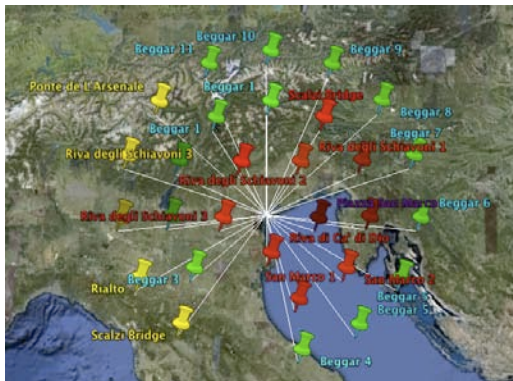 Beggar 10
Beggar 11
Beggar 9
Ponte de L'Arsenale
Beggar 1
Scalzi Bridge
Beggar 8
Beggar 1
Beggar 7
Riva degli Schiavoni 3
Riva degli Schiavoni 1
Riva degli Schiavoni 2
Piazza San Marco
Riva degli Schiavoni 3
Beggar 6
Riva di Ca' di Dio
Beggar 3
San Marco 1
San Marco 2
Rialto
Beggar 5
Scalzi Bridge
Beggar 4